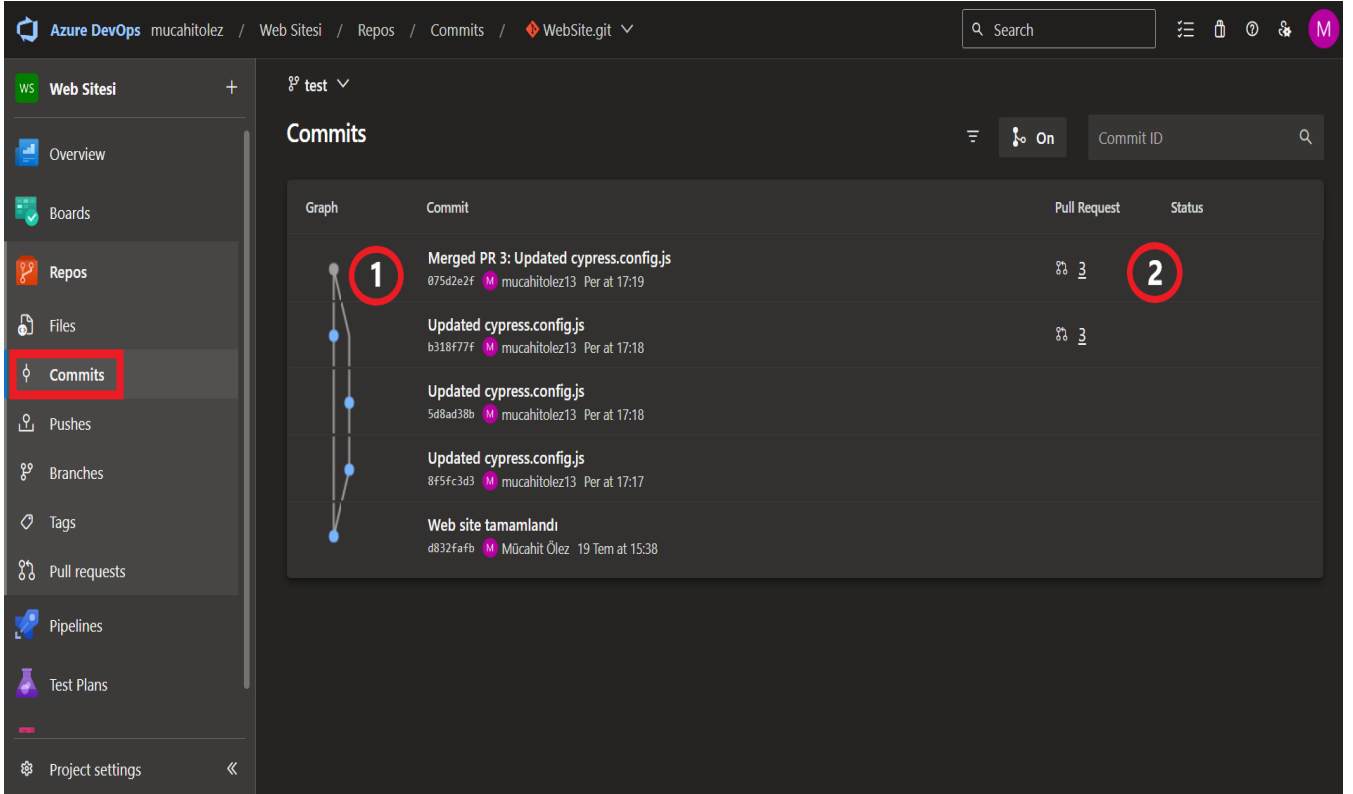 Azure DevOps mucahitolez / Web Sitesi / Repos / Commits / WebSite.git
Search
M
WS Web Sitesi +
test
Overview
Commits
On
Commit ID
Boards
Graph Commit Pull Request Status
Repos
Merged PR 3: Updated cypress.config.js
075d2e2f M mucahitolez13 Per at 17:19
3
1
2
Files
Updated cypress.config.js
b318f77f M mucahitolez13 Per at 17:18
3
Commits
Updated cypress.config.js
5d8ad38b M mucahitolez13 Per at 17:18
Pushes
Branches
Updated cypress.config.js
8f5fc3d3 M mucahitolez13 Per at 17:17
Tags
Web site tamamlandı
d832fafb M Mücahit Ölez 19 Tem at 15:38
Pull requests
Pipelines
Test Plans
Project settings